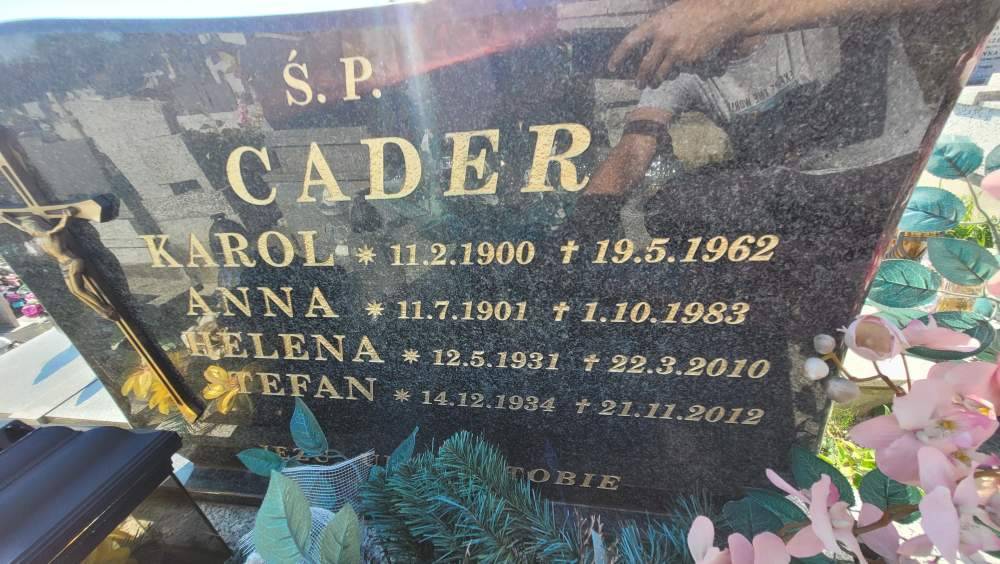 Ś. P.
CADER
KAROL * 11.2.1900 † 19.5.1962
ANNA * 11.7.1901 † 1.10.1983
HELENA * 12.5.1931 † 22.3.2010
STEFAN * 14.12.1934 † 21.11.2012
TOBIE